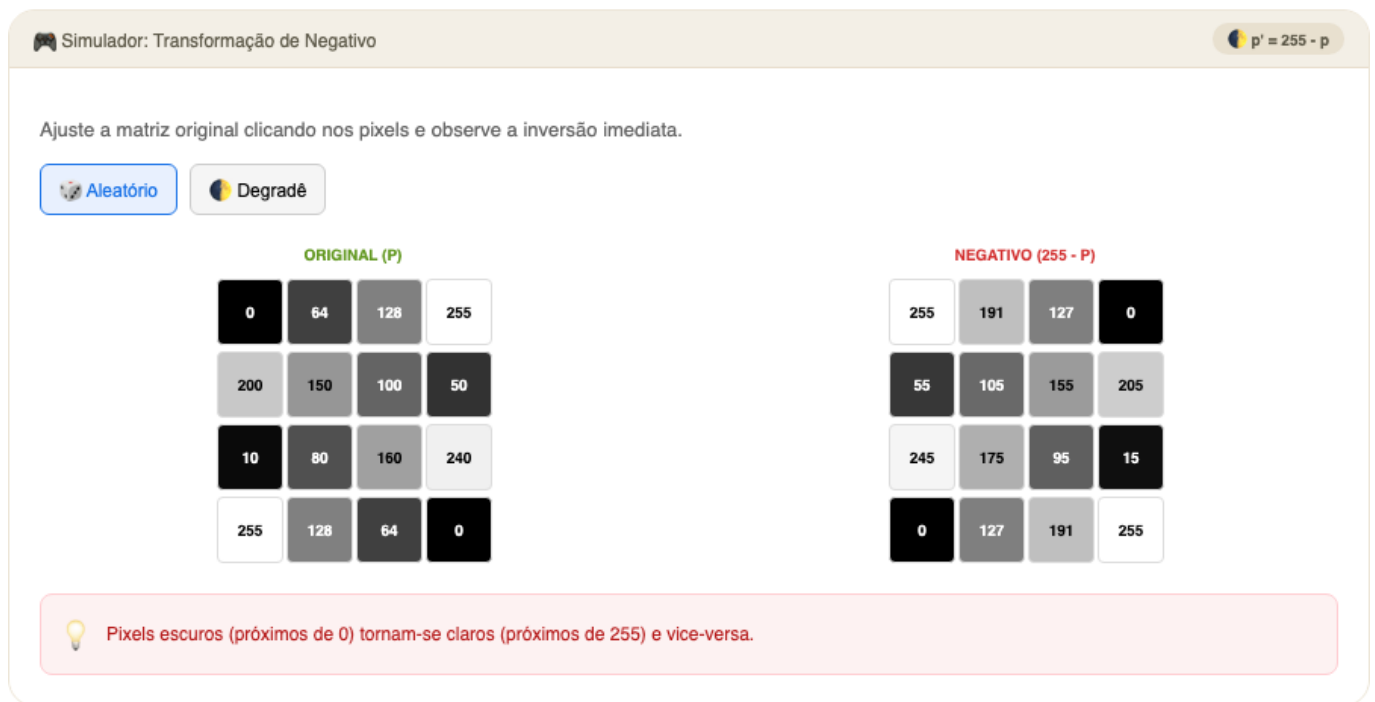 Simulador: Transformação de Negativo
p' = 255 - p
Ajuste a matriz original clicando nos pixels e observe a inversão imediata.
Aleatório
Degradê
ORIGINAL (P)
0 64 128 255
200 150 100 50
10 80 160 240
255 128 64 0
NEGATIVO (255 - P)
255 191 127 0
55 105 155 205
245 175 95 15
0 127 191 255
Pixels escuros (próximos de 0) tornam-se claros (próximos de 255) e vice-versa.